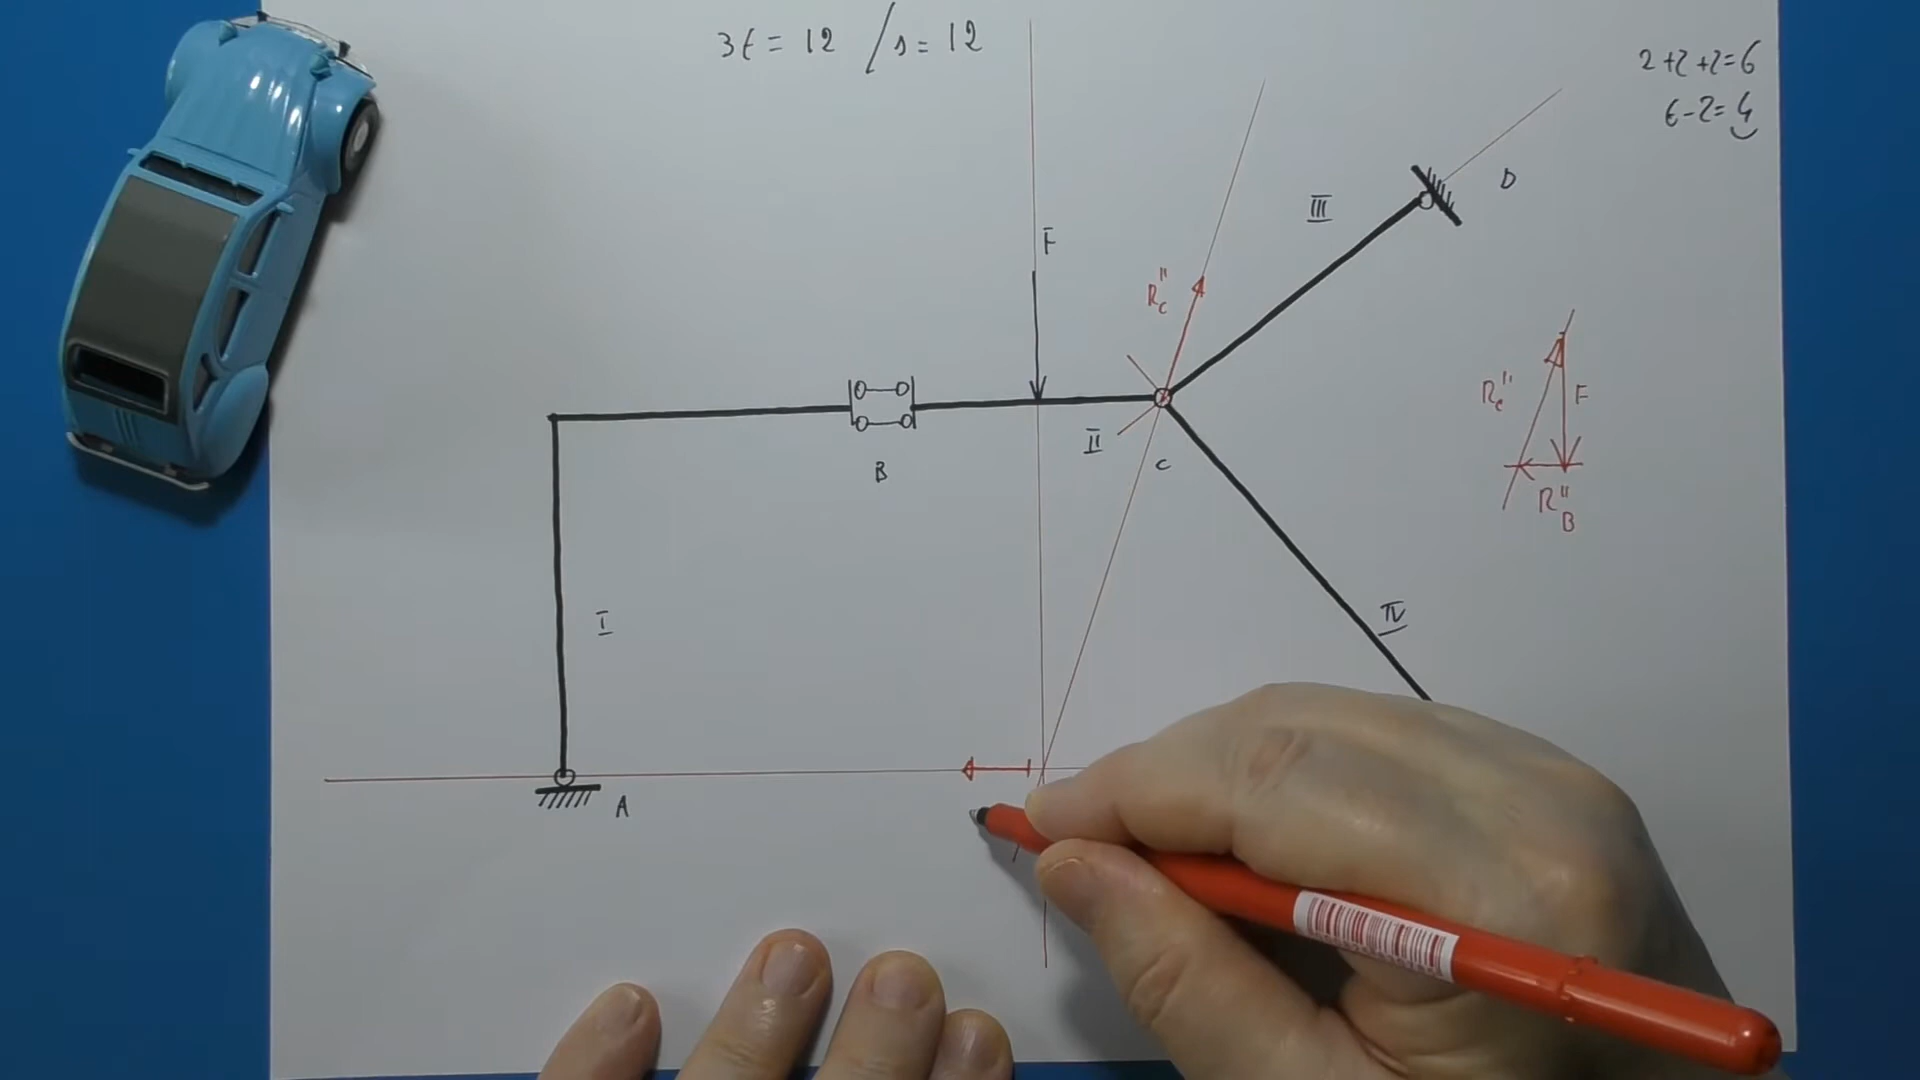 3t = 12 / s = 12
2+2+2=6
6-2=4
D
III
F
R"c
R"c
F
II
B
C
R"B
I
IV
A